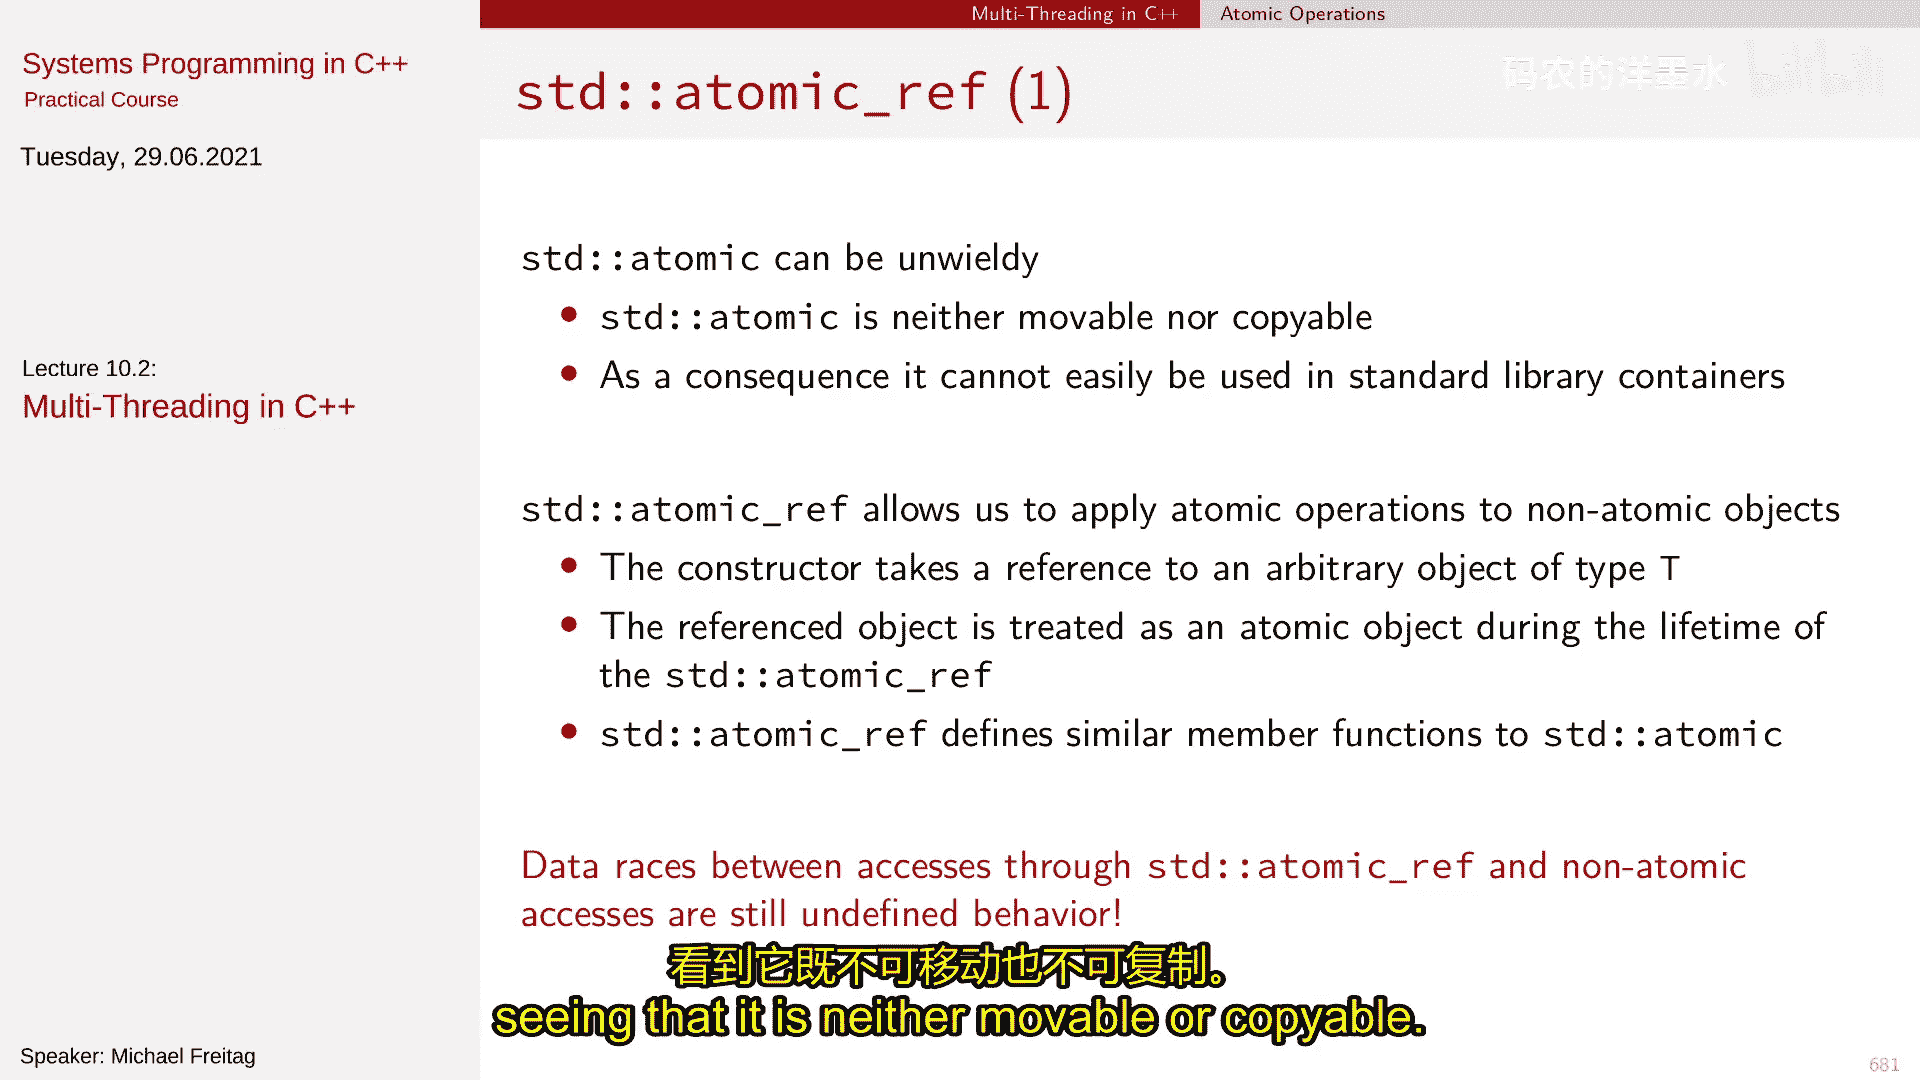 Multi-Threading in C++
Atomic Operations
Systems Programming in C++
Practical Course
Tuesday, 29.06.2021
Lecture 10.2:
Multi-Threading in C++
Speaker: Michael Freitag
std::atomic_ref (1)
码农的洋墨水 bilibili
std::atomic can be unwieldy
• std::atomic is neither movable nor copyable
• As a consequence it cannot easily be used in standard library containers
std::atomic_ref allows us to apply atomic operations to non-atomic objects
• The constructor takes a reference to an arbitrary object of type T
• The referenced object is treated as an atomic object during the lifetime of
the std::atomic_ref
• std::atomic_ref defines similar member functions to std::atomic
Data races between accesses through std::atomic_ref and non-atomic
accesses are still undefined behavior!
看到它既不可移动也不可复制。
seeing that it is neither movable or copyable.
681